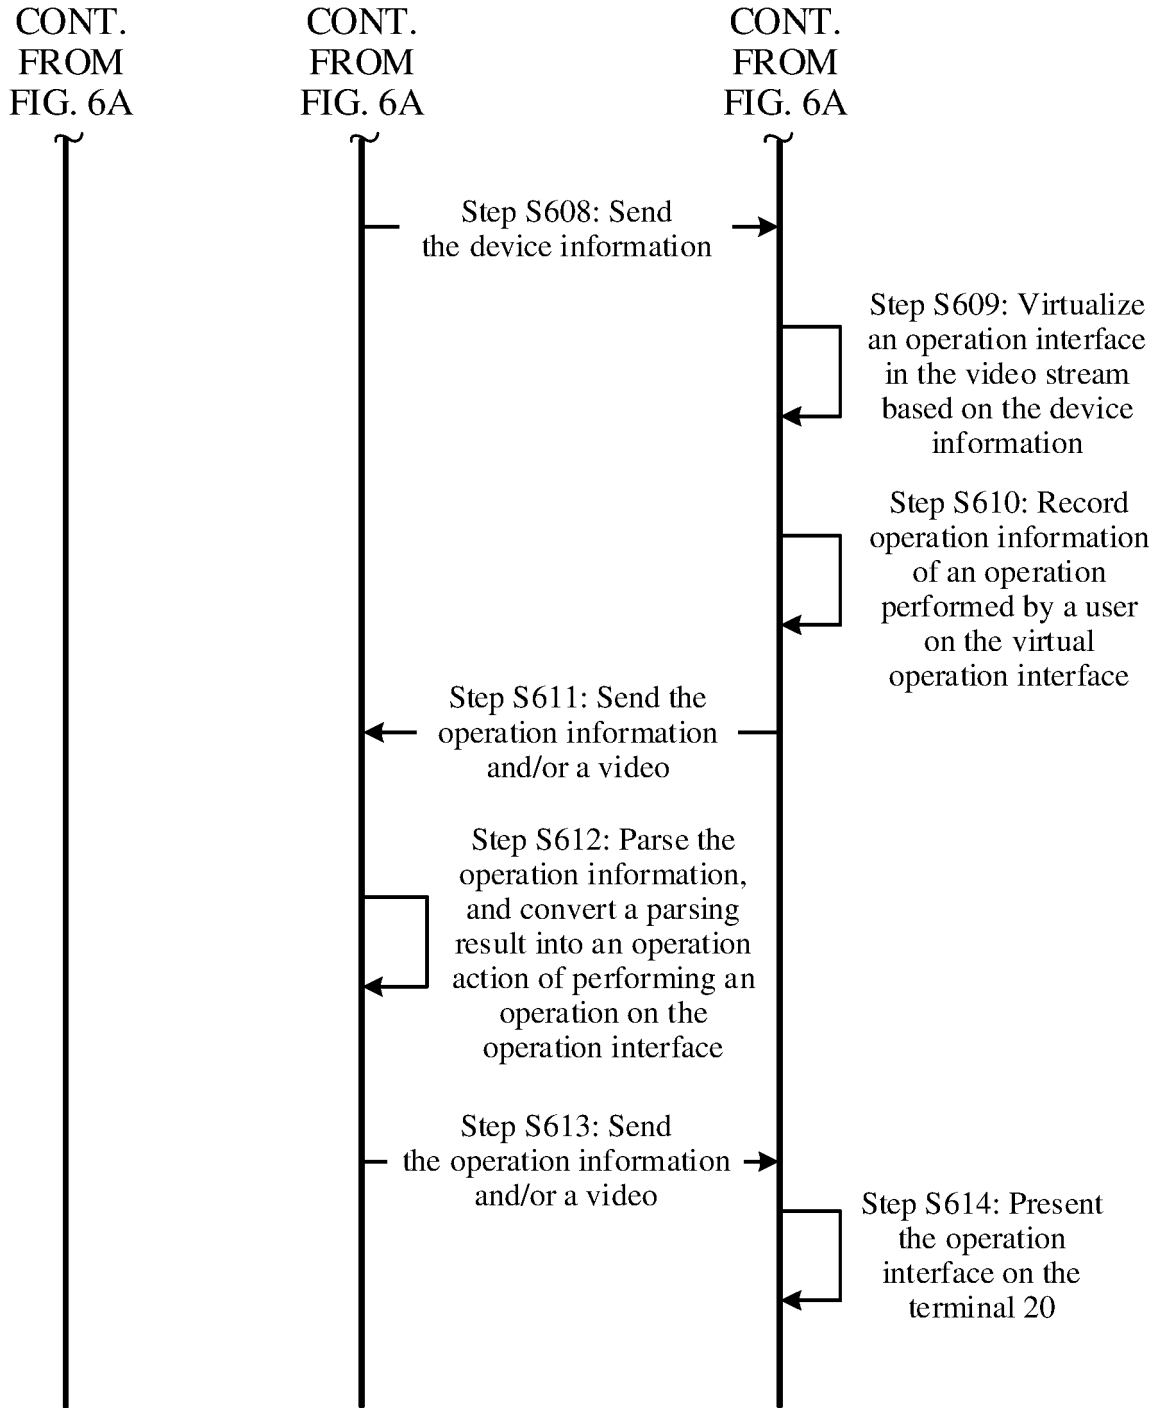 CONT.
FROM
FIG. 6A
CONT.
FROM
FIG. 6A
CONT.
FROM
FIG. 6A
Step S608: Send
the device information
Step S609: Virtualize
an operation interface
in the video stream
based on the device
information
Step S610: Record
operation information
of an operation
performed by a user
on the virtual
operation interface
Step S611: Send the
operation information
and/or a video
Step S612: Parse the
operation information,
and convert a parsing
result into an operation
action of performing an
operation on the
operation interface
Step S613: Send
the operation information
and/or a video
Step S614: Present
the operation
interface on the
terminal 20